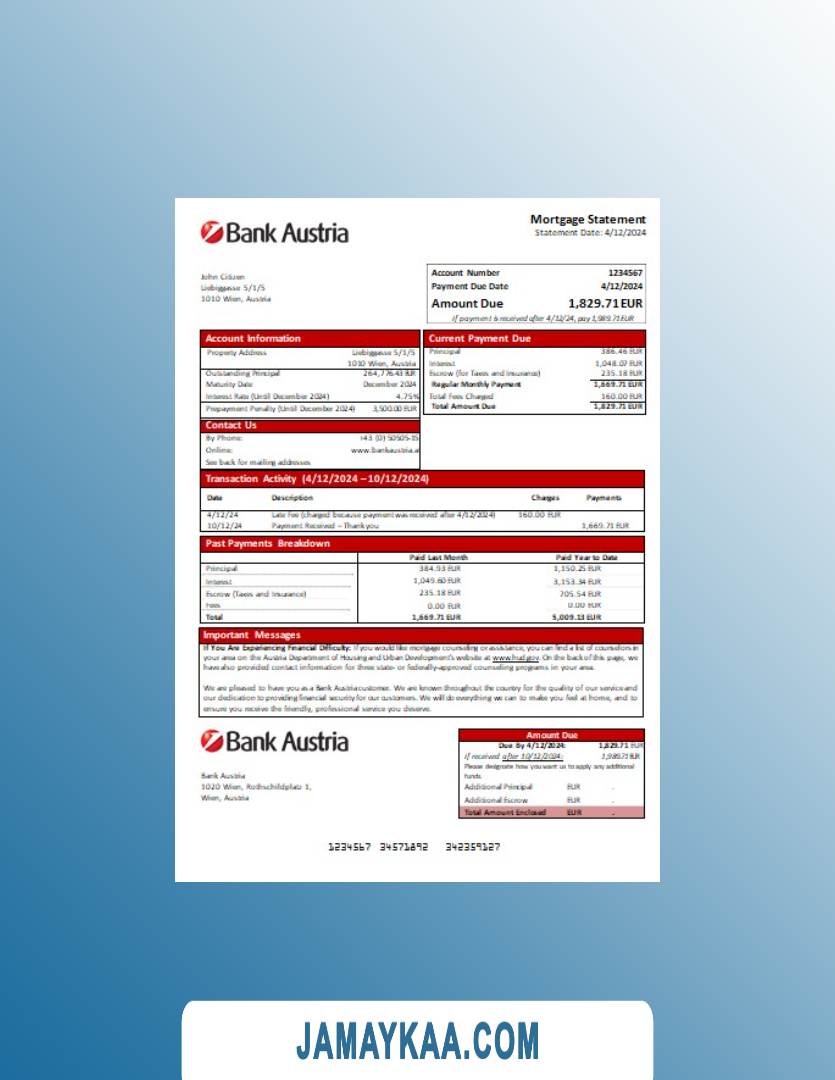 Bank Austria
Mortgage Statement
Statement Date: 4/12/2024
John Citizen
Liebiggasse 5/1/5
1010 Wien, Austria
Account Number 1234567
Payment Due Date 4/12/2024
Amount Due 1,829.71 EUR
If payment is received after 4/12/24, pay 1,989.71 EUR
Account Information
Property Address Liebiggasse 5/1/5
1010 Wien, Austria
Outstanding Principal 264,776.43 EUR
Maturity Date December 2024
Interest Rate (Until December 2024) 4.75%
Prepayment Penalty (Until December 2024) 3,500.00 EUR
Current Payment Due
Principal 386.46 EUR
Interest 1,048.07 EUR
Escrow (for Taxes and Insurance) 235.18 EUR
Regular Monthly Payment 1,669.71 EUR
Total Fees Charged 160.00 EUR
Total Amount Due 1,829.71 EUR
Contact Us
By Phone: +43 (0) 50505-15
Online: www.bankaustria.a
See back for mailing addresses
Transaction Activity (4/12/2024 – 10/12/2024)
Date Description Charges Payments
4/12/24 Late Fee (charged because payment was received after 4/12/2024) 160.00 EUR
10/12/24 Payment Received – Thank you 1,669.71 EUR
Past Payments Breakdown
Paid Last Month Paid Year to Date
Principal 384.93 EUR 1,150.25 EUR
Interest 1,049.60 EUR 3,153.34 EUR
Escrow (Taxes and Insurance) 235.18 EUR 705.54 EUR
Fees 0.00 EUR 0.00 EUR
Total 1,669.71 EUR 5,009.13 EUR
Important Messages
If You Are Experiencing Financial Difficulty: If you would like mortgage counseling or assistance, you can find a list of counselors in
your area on the Austria Department of Housing and Urban Development's website at www.hud.gov. On the back of this page, we
have also provided contact information for three state- or federally-approved counseling programs in your area.
We are pleased to have you as a Bank Austria customer. We are known throughout the country for the quality of our service and
our dedication to providing financial security for our customers. We will do everything we can to make you feel at home, and to
ensure you receive the friendly, professional service you deserve.
Bank Austria
Bank Austria
1020 Wien, Rothschildplatz 1,
Wien, Austria
Amount Due
Due By 4/12/2024: 1,829.71 EUR
If received after 10/12/2024: 1,989.71 EUR
Please designate how you want us to apply any additional
funds.
Additional Principal EUR -
Additional Escrow EUR -
Total Amount Enclosed EUR -
1234567 34571892 342359127
JAMAYKAA.COM